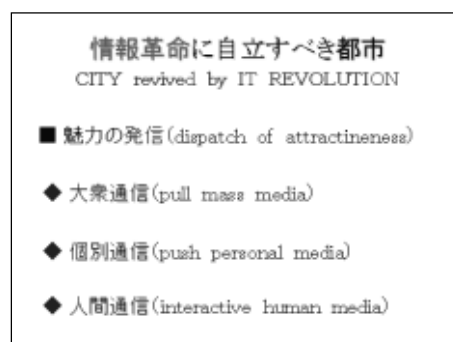 情報革命に自立すべき都市
CITY revived by IT REVOLUTION
■ 魅力の発信(dispatch of attractineness)
◆ 大衆通信(pull mass media)
◆ 個別通信(push personal media)
◆ 人間通信(interactive human media)